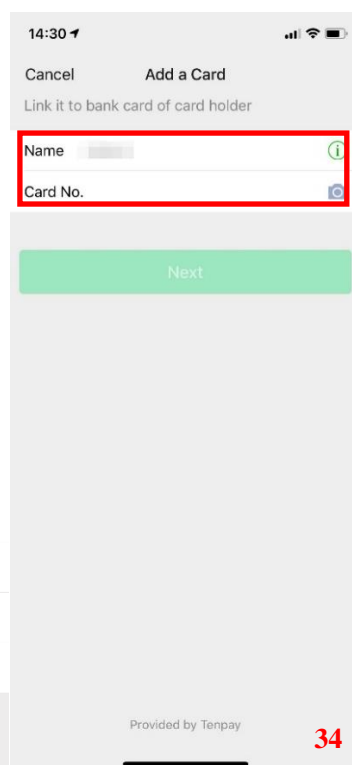 14:30
Cancel Add a Card
Link it to bank card of card holder
Name
Card No.
Next
Provided by Tenpay
34